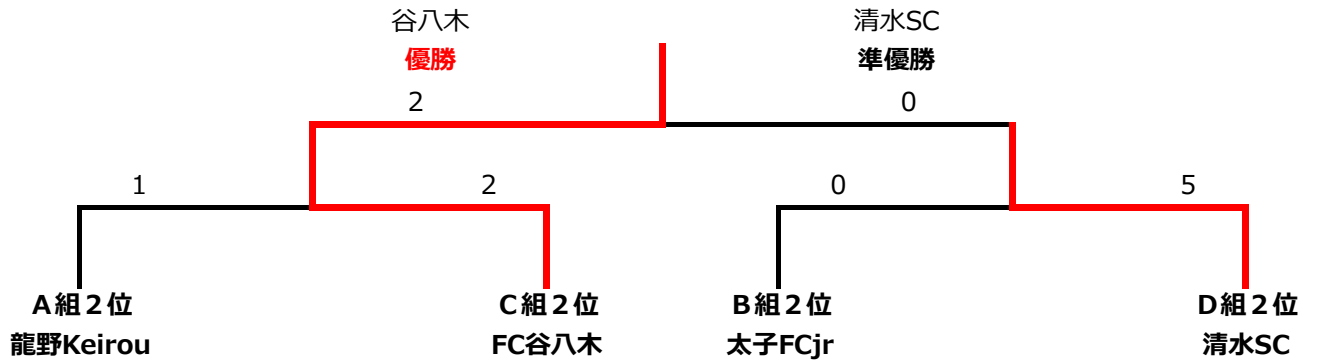 谷八木 清水SC
優勝 準優勝
2 0
1 2 0 5
A組２位 C組２位 B組２位 D組２位
龍野Keirou FC谷八木 太子FCjr 清水SC